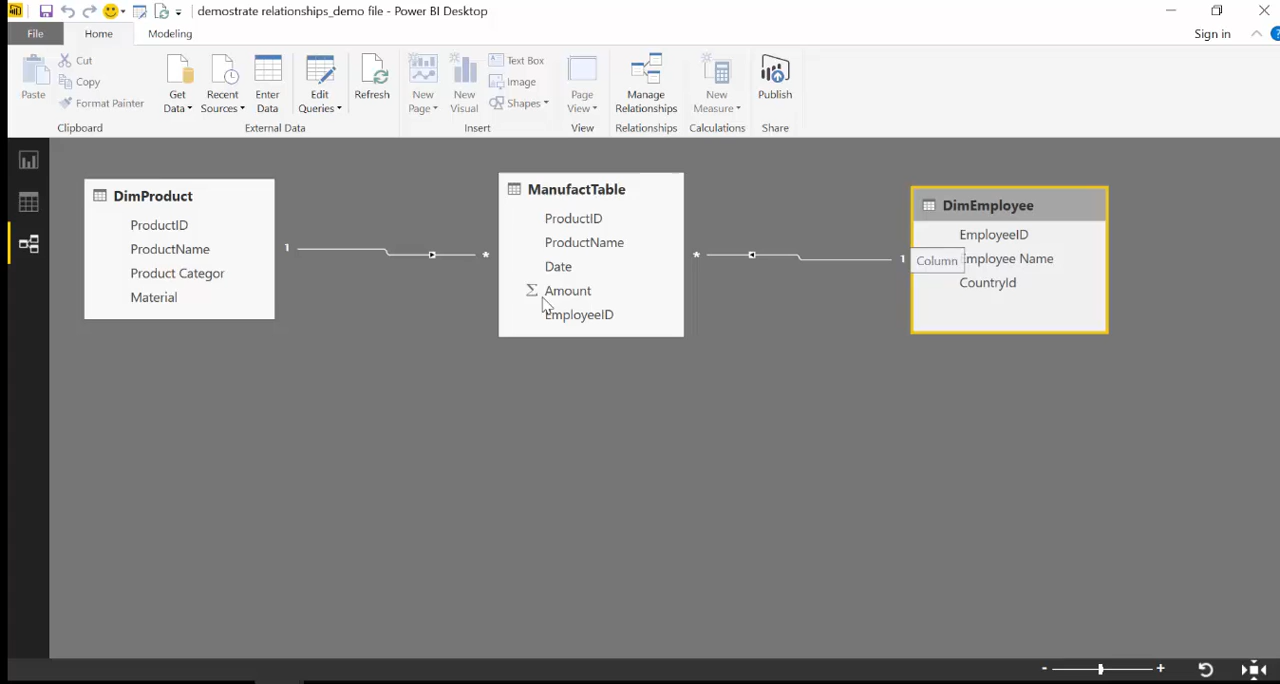 demostrate relationships_demo file - Power BI Desktop
File
Home
Modeling
Sign in
?
Paste
Cut
Copy
Format Painter
Clipboard
Get
Data
Recent
Sources
Enter
Data
Edit
Queries
Refresh
External Data
New
Page
New
Visual
Text Box
Image
Shapes
Insert
Page
View
View
Manage
Relationships
Relationships
New
Measure
Calculations
Publish
Share
DimProduct
ProductID
ProductName
Product Categor
Material
1
*
ManufactTable
ProductID
ProductName
Date
Σ Amount
EmployeeID
*
1
DimEmployee
EmployeeID
Column
Employee Name
CountryId
- +